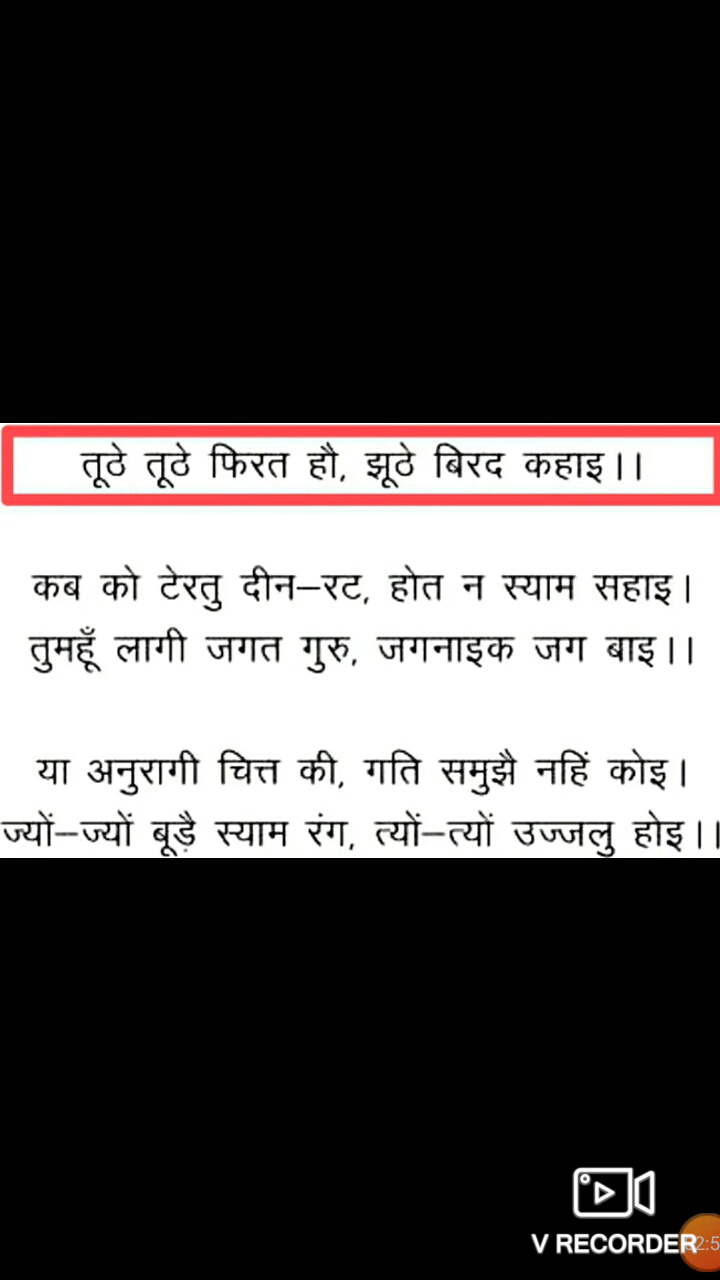 तूठे तूठे फिरत हौ, झूठे बिरद कहाइ।।
कब को टेरतु दीन–रट, होत न स्याम सहाइ।
तुमहूँ लागी जगत गुरु, जगनाइक जग बाइ।।
या अनुरागी चित्त की, गति समुझै नहिं कोइ।
ज्यों–ज्यों बूड़ै स्याम रंग, त्यों–त्यों उज्जलु होइ।।
V RECORDER